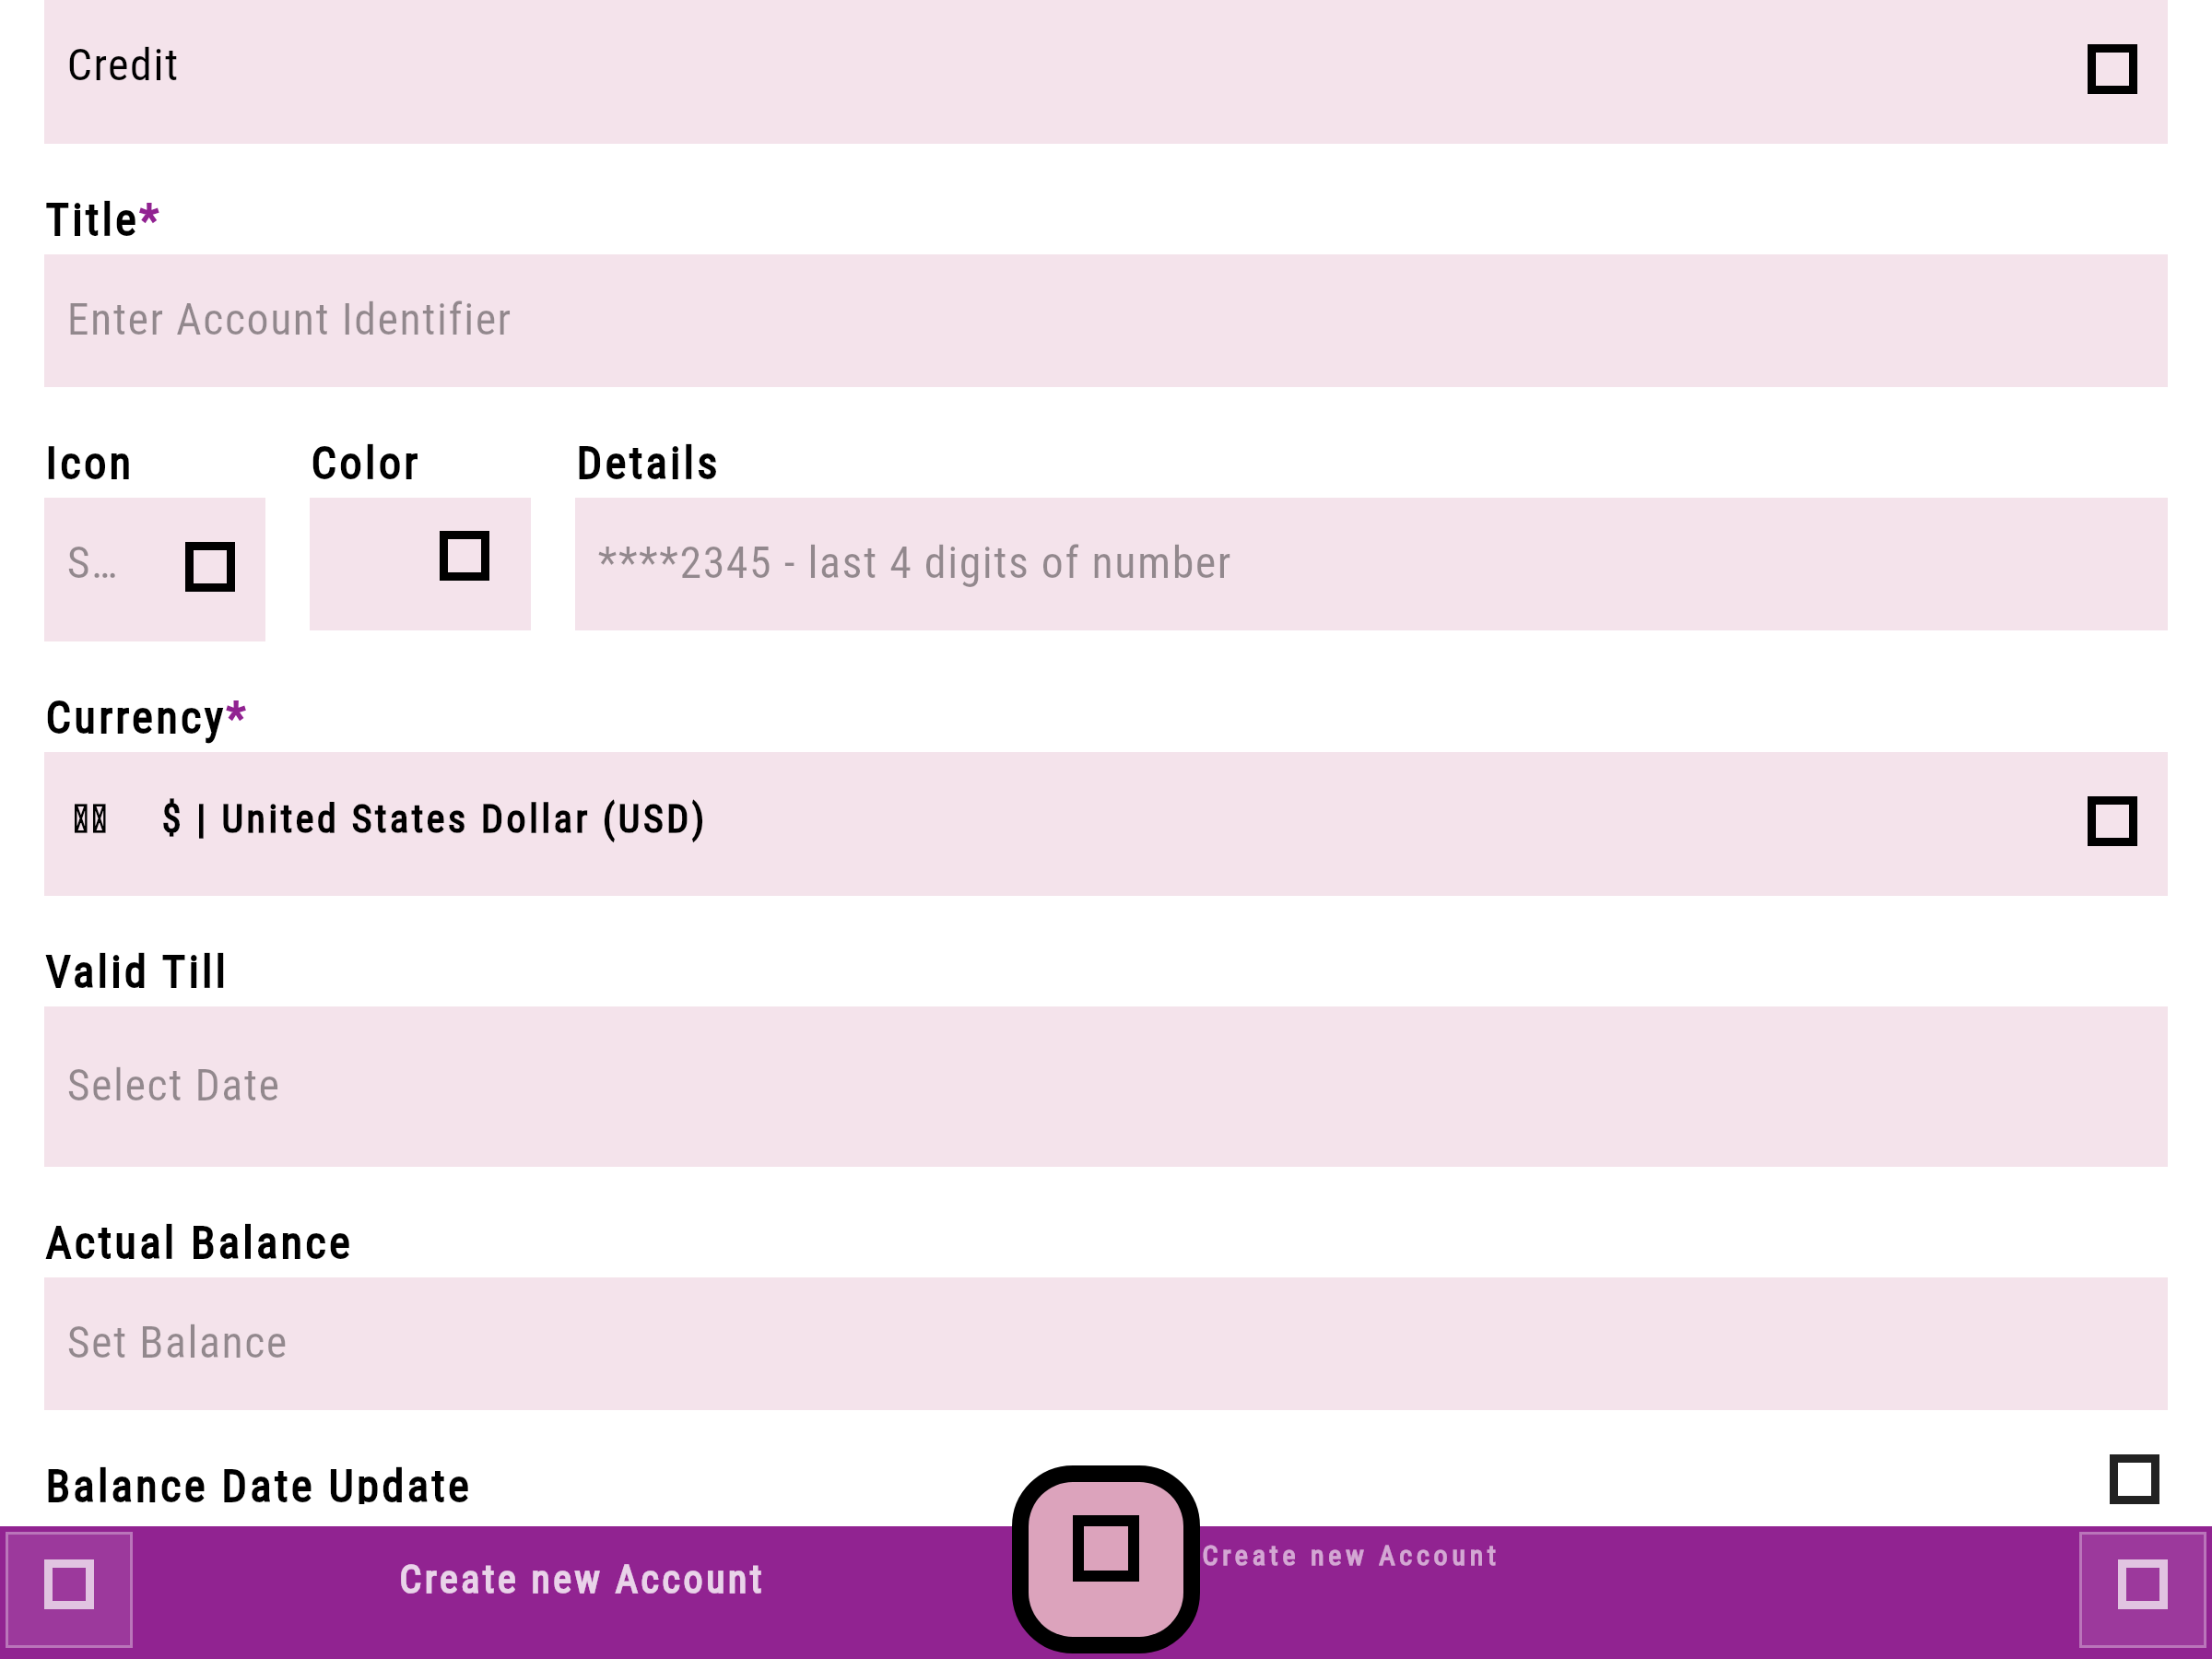 Credit
Title*
Enter Account Identifier
Icon Color Details
S… ****2345 - last 4 digits of number
Currency*
$ | United States Dollar (USD)
Valid Till
Select Date
Actual Balance
Set Balance
Balance Date Update
Create new Account Create new Account